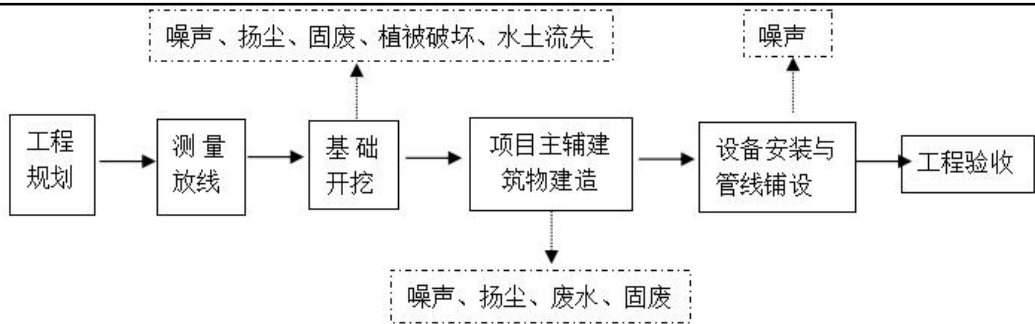 噪声、扬尘、固废、植被破坏、水土流失
噪声
工程
规划
测 量
放线
基 础
开挖
项目主辅建
筑物建造
设备安装与
管线铺设
工程验收
噪声、扬尘、废水、固废